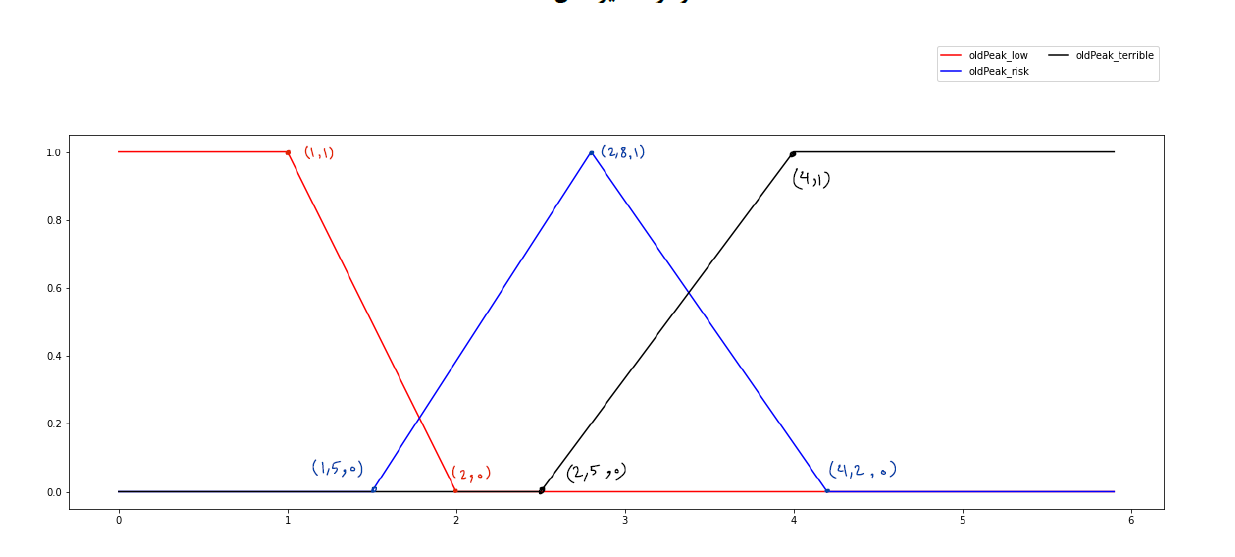 oldPeak_low oldPeak_terrible
oldPeak_risk
1.0 (1,1) (2,8,1)
(4,1)
0.8
0.6
0.4
0.2
(1,5,0) (2,0) (2,5,0) (4,2,0)
0.0
0 1 2 3 4 5 6